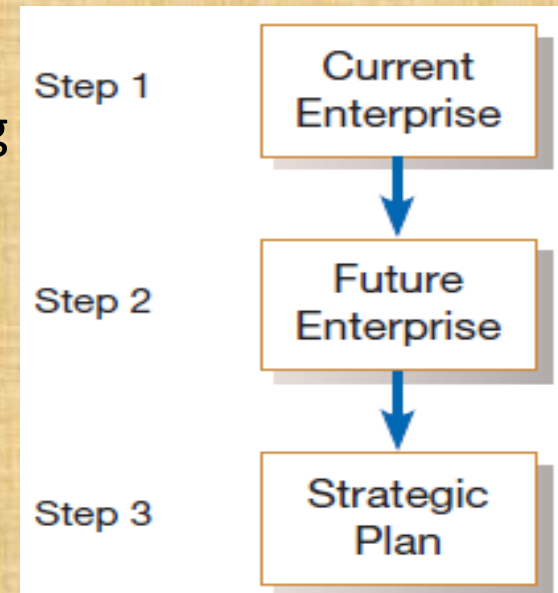 Step 1
Current
Enterprise
g
Step 2
Future
Enterprise
Step 3
Strategic
Plan